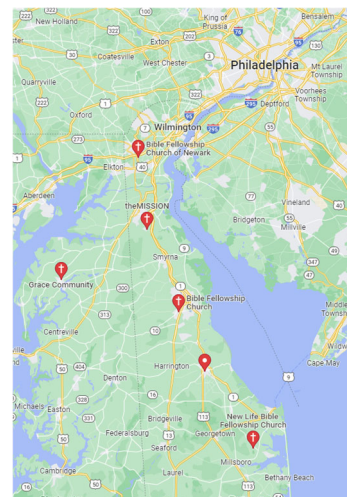 New Holland
King of
Prussia
Bensalem
Exton
Coatesville
West Chester
Philadelphia
Mt Laurel
Township
Quarryville
Voorhees
Township
Oxford
Deptford
Wilmington
Bible Fellowship
Church of Newark
Elkton
Aberdeen
theMISSION
Vineland
Bridgeton
Millville
Smyrna
Grace Community
Bible Fellowship
Church
Middle
Townsh
Centreville
Wildw
Cape May
Harrington
Denton
Michaels
Easton
Bridgeville
New Life Bible
Fellowship Church
Federalsburg
Georgetown
Seaford
Millsboro
Cambridge
Laurel
Bethany Beach